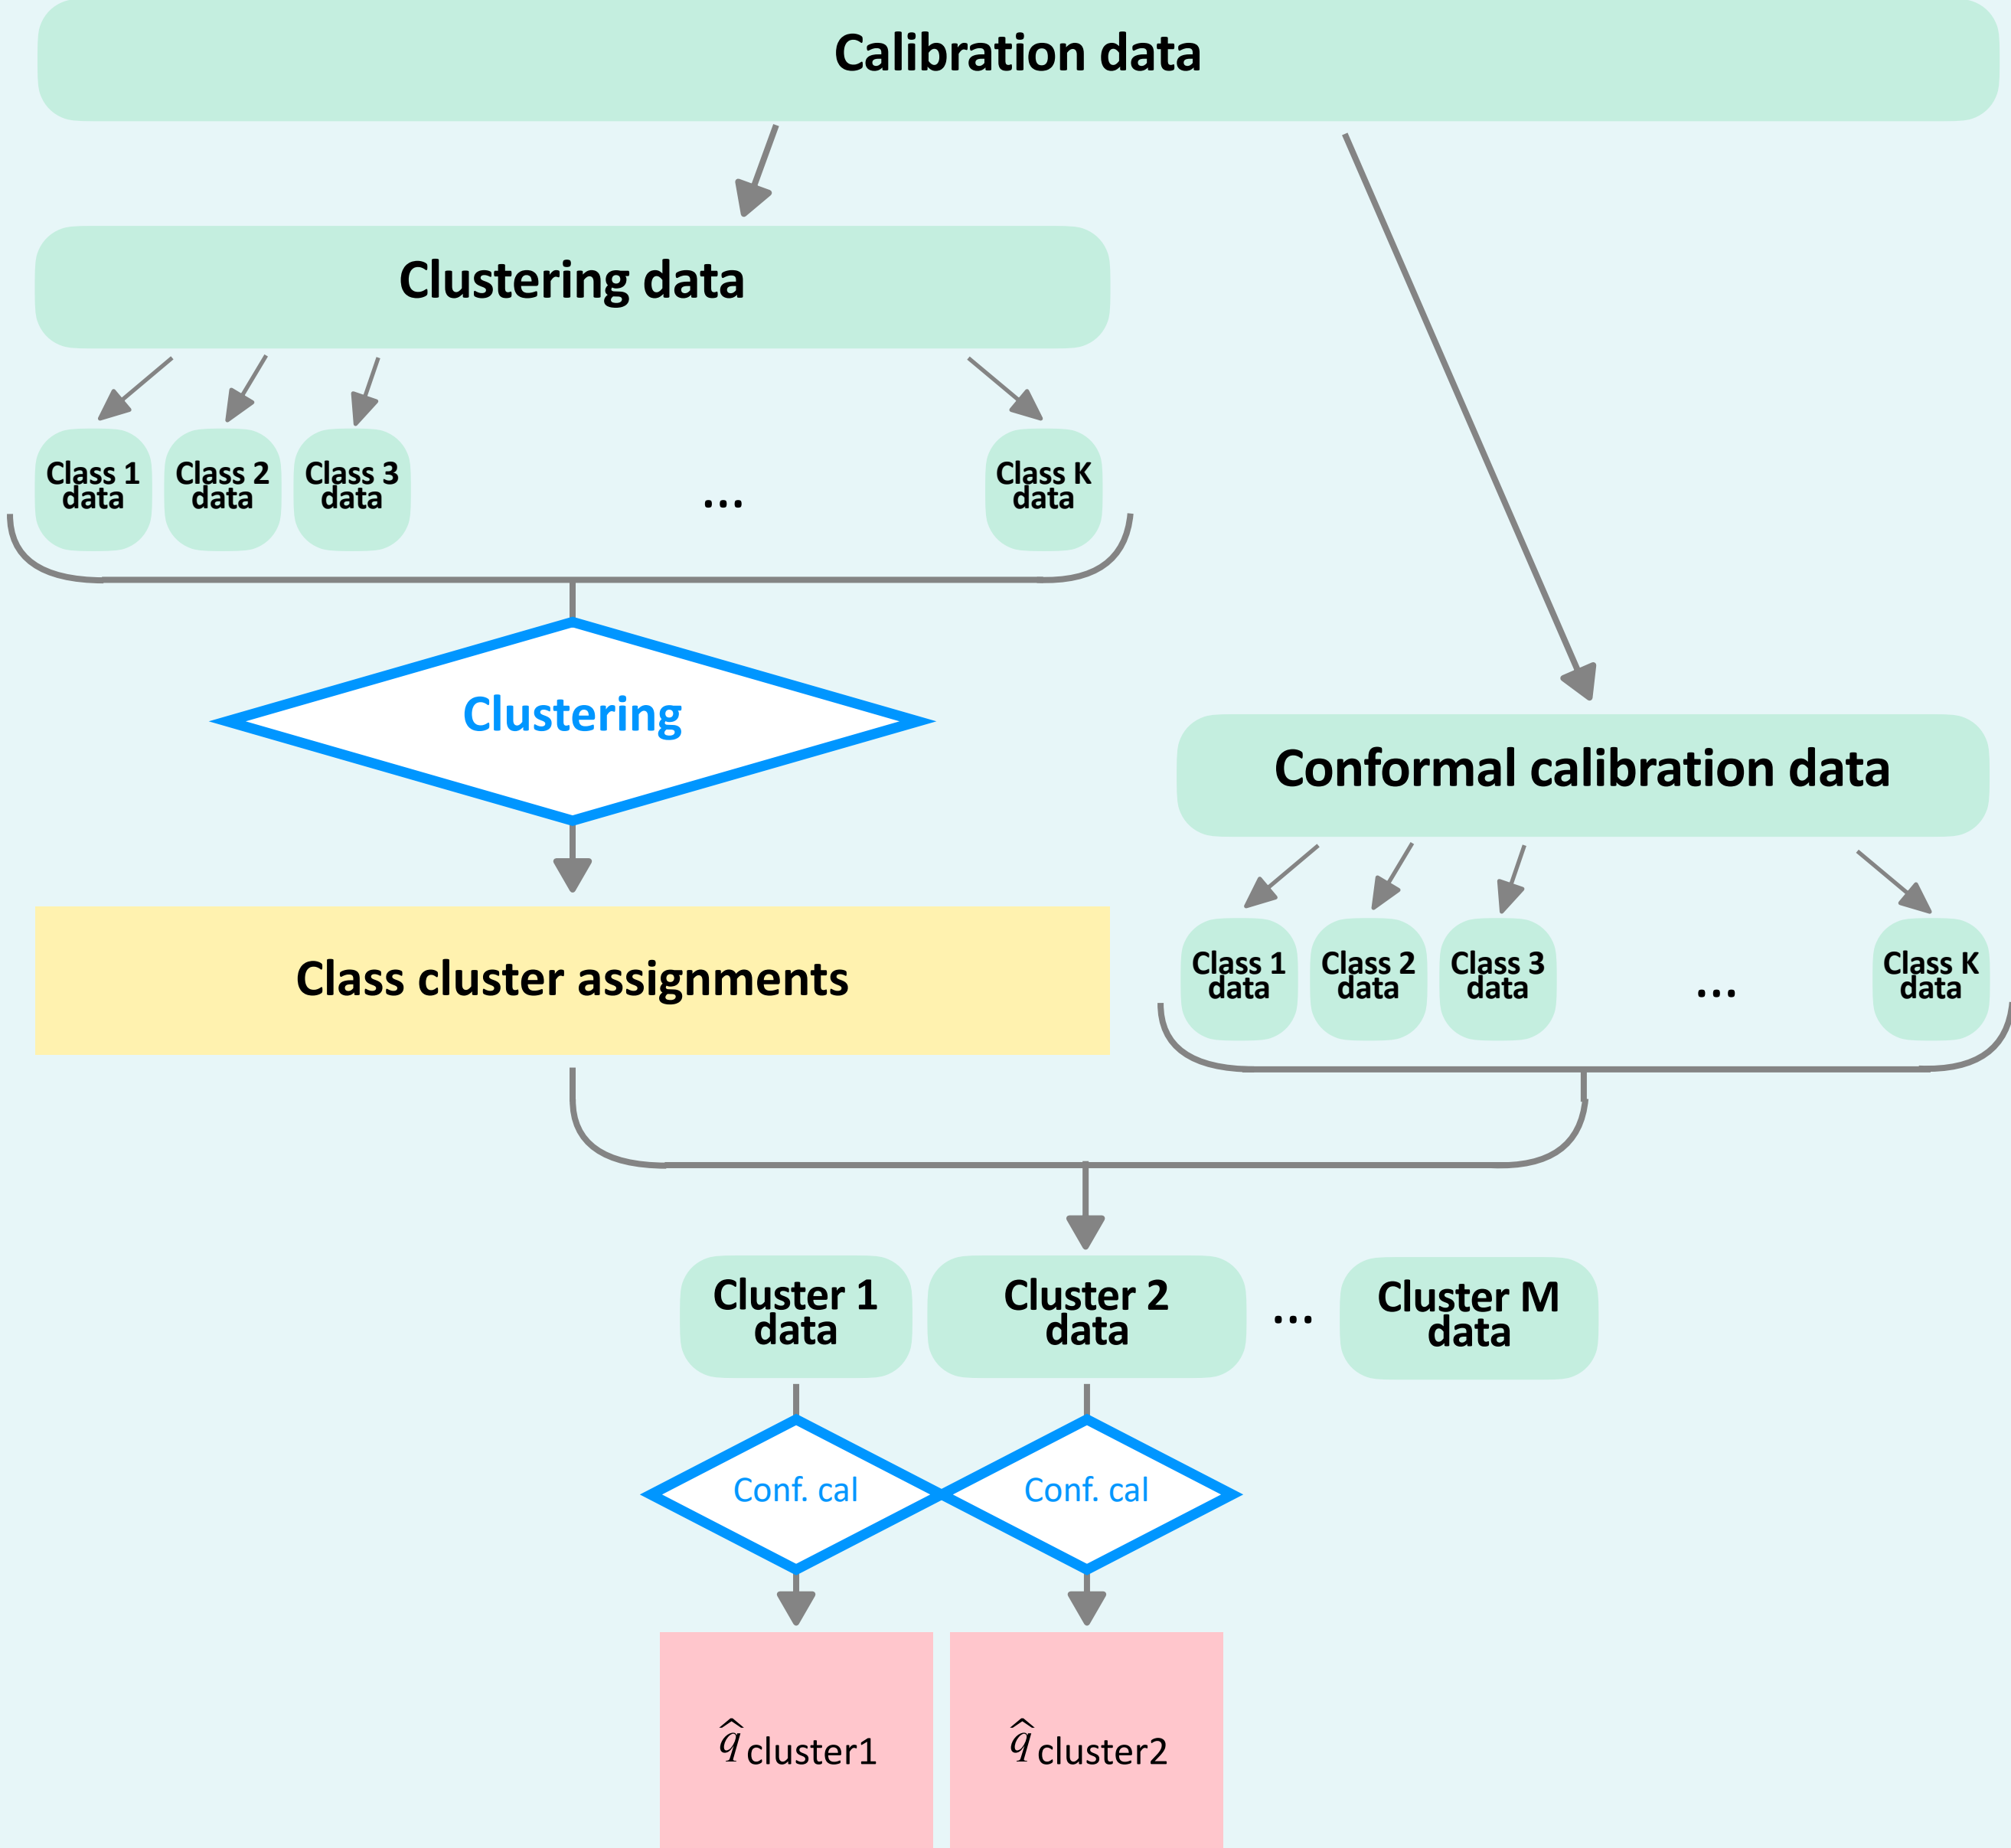 Calibration data
Clustering data
Class 1
data
Class 2
data
Class 3
data
...
Class K
data
Clustering
Conformal calibration data
Class cluster assignments
Class 1
data
Class 2
data
Class 3
data
...
Class K
data
Cluster 1
data
Cluster 2
data
...
Cluster M
data
Conf. cal
Conf. cal
q̂ cluster1
q̂ cluster2